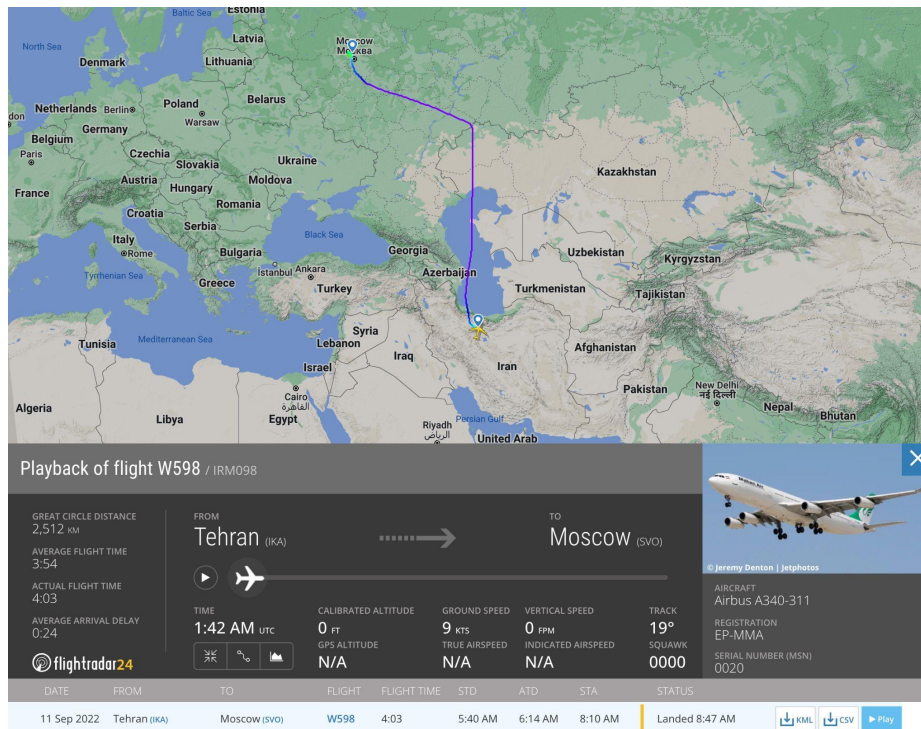 Baltic Sea
Estonia
North Sea
Latvia
Moscow
Москва
Denmark
Lithuania
Netherlands
Berlin
Poland
Belarus
don
Warsaw
Belgium
Germany
Paris
Czechia
Slovakia
Ukraine
Austria
Moldova
Kazakhstan
France
Hungary
Romania
Croatia
Serbia
Italy
Black Sea
Rome
Bulgaria
Georgia
Uzbekistan
Kyrgyzstan
Istanbul
Ankara
Azerbaijan
Tyrrhenian Sea
Greece
Turkey
Turkmenistan
Tajikistan
Syria
Tunisia
Mediterranean Sea
Lebanon
Afghanistan
Iraq
Iran
Israel
Cairo
القاهرة
Pakistan
New Delhi
नई दिल्ली
Algeria
Libya
Egypt
Persian Gulf
Nepal
Bhutan
Riyadh
الرياض
United Arab
Playback of flight W598 / IRM098
GREAT CIRCLE DISTANCE
2,512 KM
AVERAGE FLIGHT TIME
3:54
ACTUAL FLIGHT TIME
4:03
AVERAGE ARRIVAL DELAY
0:24
flightradar24
FROM
TO
Tehran (IKA)
Moscow (SVO)
TIME
CALIBRATED ALTITUDE
GROUND SPEED
VERTICAL SPEED
TRACK
1:42 AM UTC
0 FT
9 KTS
0 FPM
19°
GPS ALTITUDE
TRUE AIRSPEED
INDICATED AIRSPEED
SQUAWK
N/A
N/A
N/A
0000
© Jeremy Denton | Jetphotos
AIRCRAFT
Airbus A340-311
REGISTRATION
EP-MMA
SERIAL NUMBER (MSN)
0020
DATE FROM TO FLIGHT FLIGHT TIME STD ATD STA STATUS
11 Sep 2022 Tehran (IKA) Moscow (SVO) W598 4:03 5:40 AM 6:14 AM 8:10 AM Landed 8:47 AM KML CSV Play